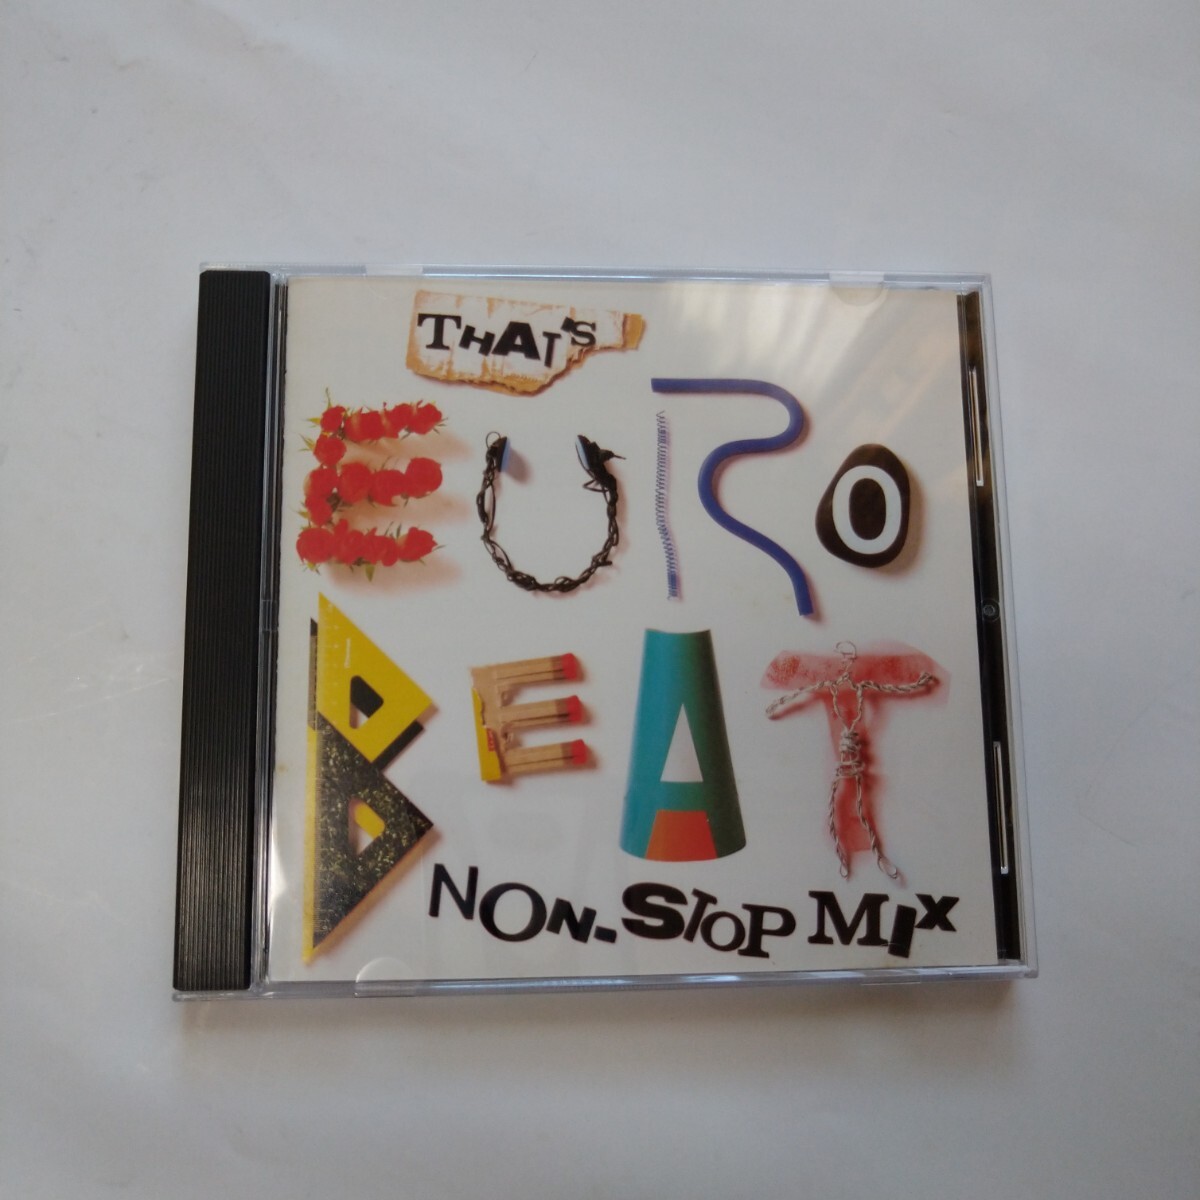 THAT'S
EURO
BEAT
NON-STOP MIX